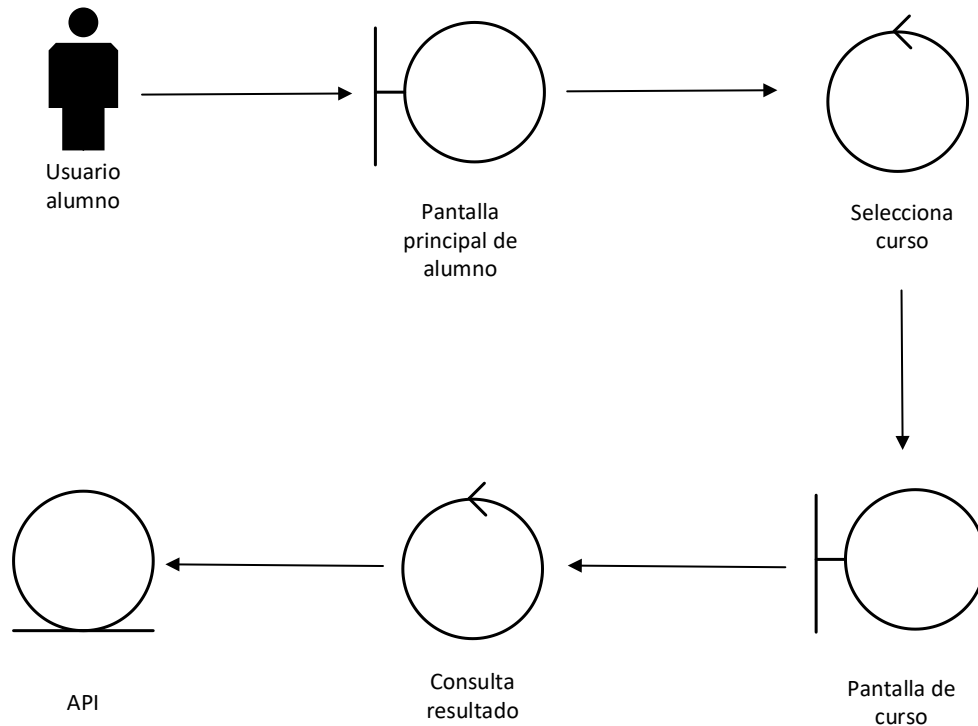 Usuario
alumno
Pantalla
principal de
alumno
Selecciona
curso
API
Consulta
resultado
Pantalla de
curso